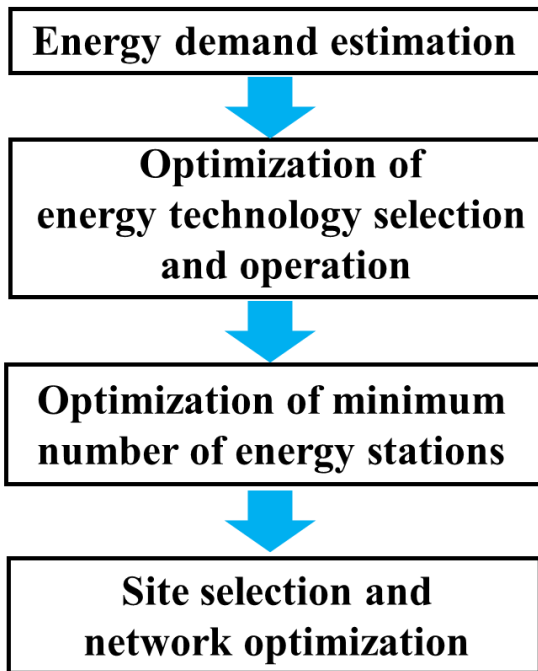 Energy demand estimation
Optimization of
energy technology selection
and operation
Optimization of minimum
number of energy stations
Site selection and
network optimization